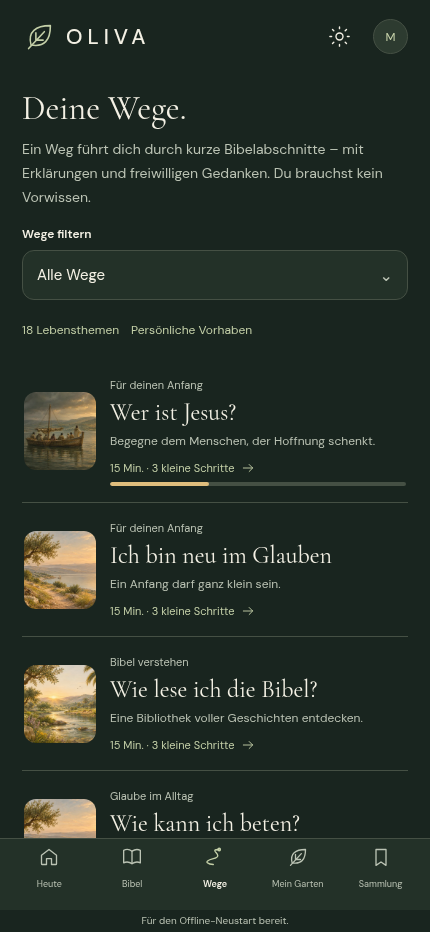 OLIVA
M
Deine Wege.
Ein Weg führt dich durch kurze Bibelabschnitte – mit
Erklärungen und freiwilligen Gedanken. Du brauchst kein
Vorwissen.
Wege filtern
Alle Wege
18 Lebensthemen Persönliche Vorhaben
Für deinen Anfang
Wer ist Jesus?
Begegne dem Menschen, der Hoffnung schenkt.
15 Min. · 3 kleine Schritte →
Für deinen Anfang
Ich bin neu im Glauben
Ein Anfang darf ganz klein sein.
15 Min. · 3 kleine Schritte →
Bibel verstehen
Wie lese ich die Bibel?
Eine Bibliothek voller Geschichten entdecken.
15 Min. · 3 kleine Schritte →
Glaube im Alltag
Wie kann ich beten?
Heute Bibel Wege Mein Garten Sammlung
Für den Offline-Neustart bereit.